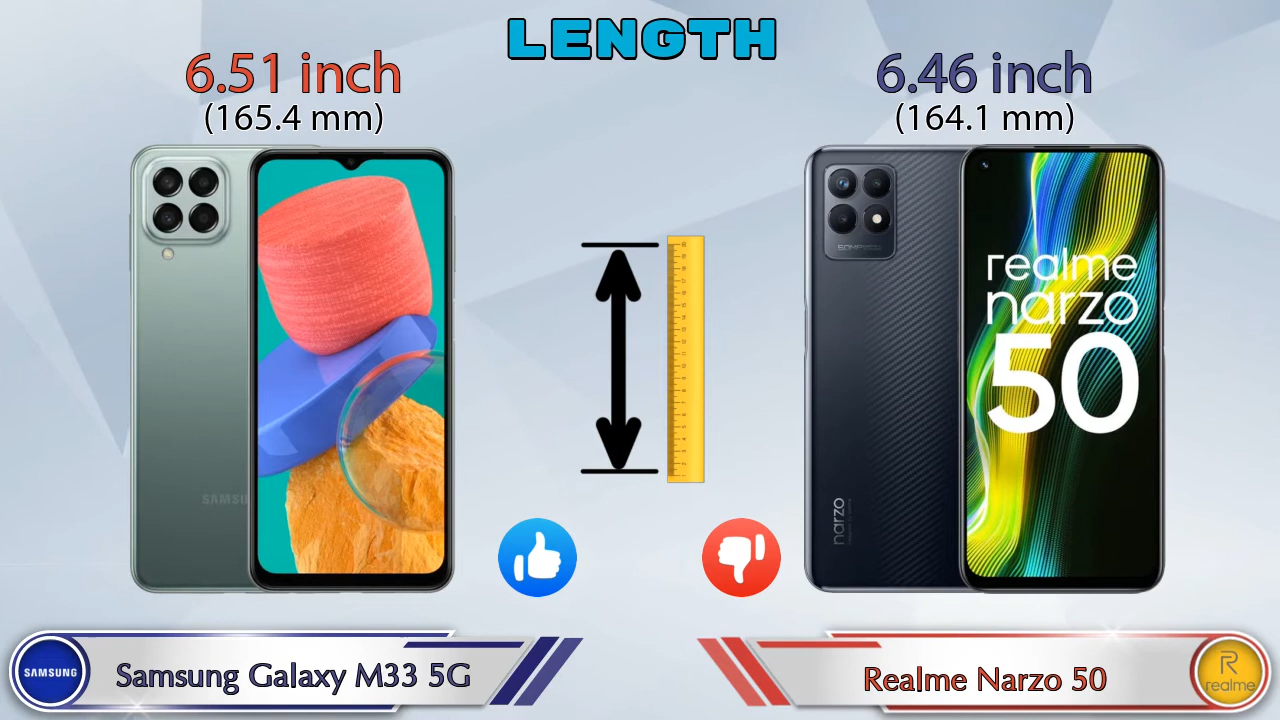 LENGTH
6.51 inch
(165.4 mm)
6.46 inch
(164.1 mm)
realme
narzo
50
narzo
SAMSUNG
Samsung Galaxy M33 5G
Realme Narzo 50
R
realme